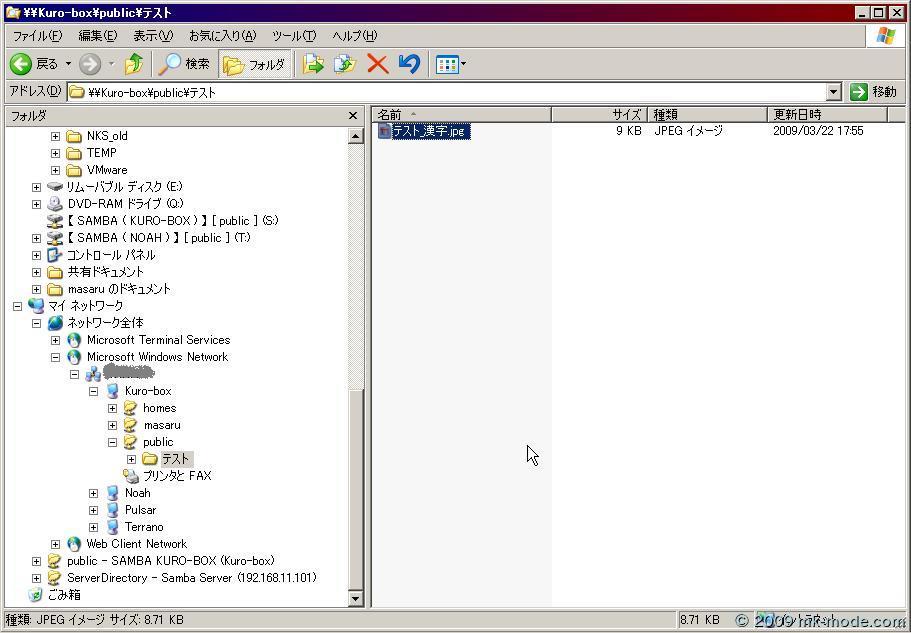 ¥¥Kuro-box¥public¥テスト
ファイル(F) 編集(E) 表示(V) お気に入り(A) ツール(T) ヘルプ(H)
戻る 検索 フォルダ
アドレス(D) ¥¥Kuro-box¥public¥テスト 移動
フォルダ
名前 サイズ 種類 更新日時
テスト_漢字.jpg 9 KB JPEG イメージ 2009/03/22 17:55
NKS_old
TEMP
VMware
リムーバブル ディスク (E:)
DVD-RAM ドライブ (Q:)
【 SAMBA ( KURO-BOX ) 】 [ public ] (S:)
【 SAMBA ( NOAH ) 】 [ public ] (T:)
コントロール パネル
共有ドキュメント
masaru のドキュメント
マイ ネットワーク
ネットワーク全体
Microsoft Terminal Services
Microsoft Windows Network
Kuro-box
homes
masaru
public
テスト
プリンタと FAX
Noah
Pulsar
Terrano
Web Client Network
public - SAMBA KURO-BOX (Kuro-box)
ServerDirectory - Samba Server (192.168.11.101)
ごみ箱
種類: JPEG イメージ サイズ: 8.71 KB
8.71 KB
© 2009 mk-mode.com